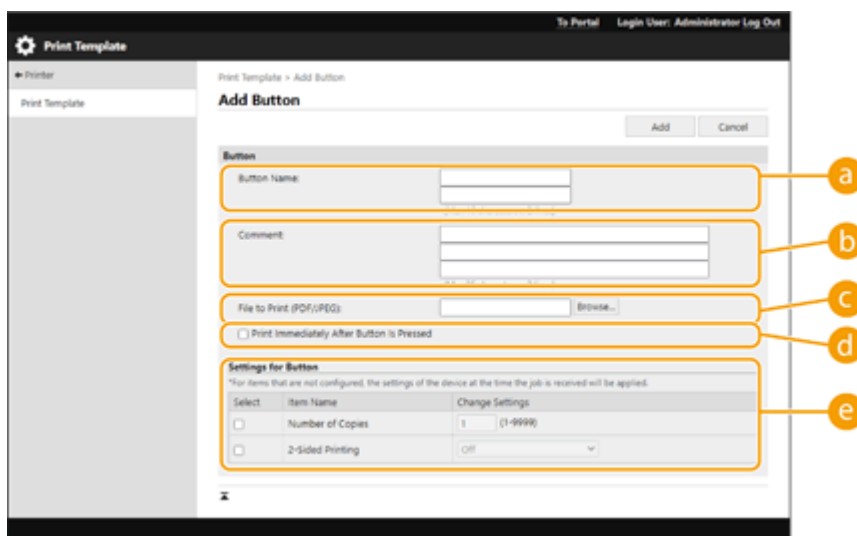 To Portal Login User: Administrator Log Out
Print Template
Printer
Print Template > Add Button
Print Template
Add Button
Add Cancel
Button
Button Name:
a
Comment:
b
File to Print (PDF/JPEG): Browse...
c
Print Immediately After Button Is Pressed
d
Settings for Button
*For items that are not configured, the settings of the device at the time the job is received will be applied.
Select Item Name Change Settings
e
Number of Copies 1 (1-9999)
2-Sided Printing Off